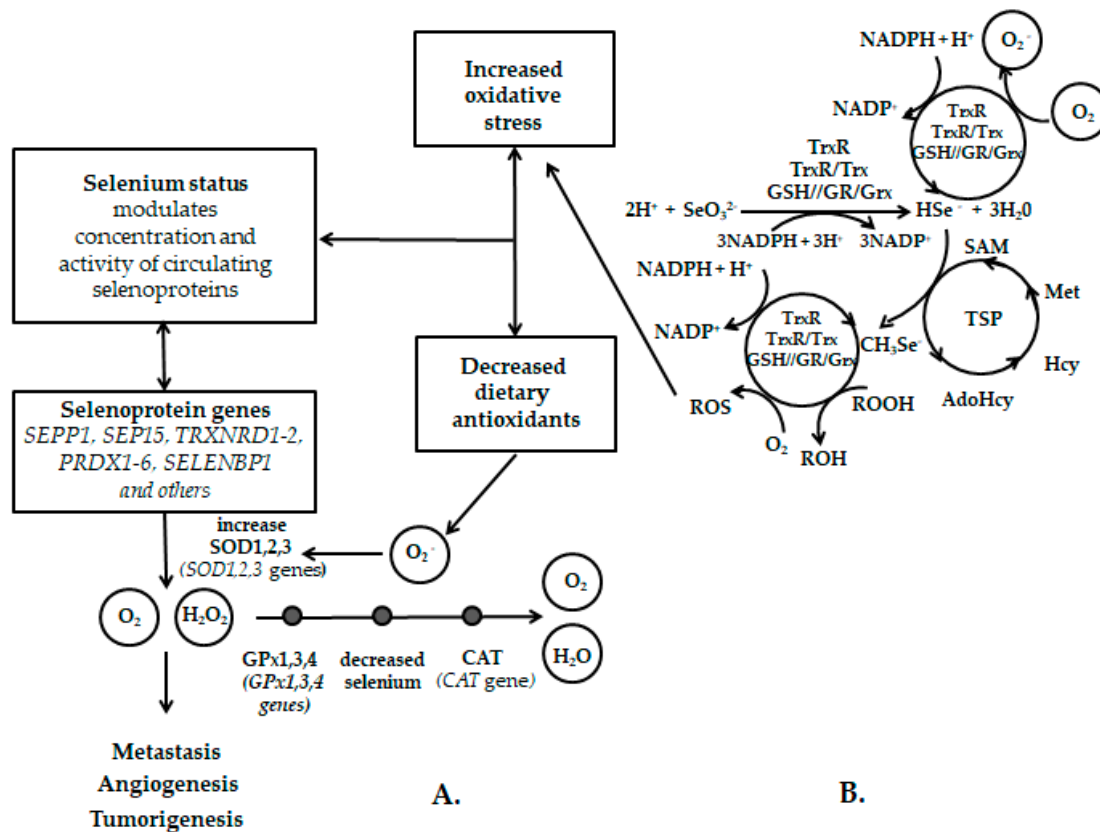 Increased
oxidative
stress
Selenium status
modulates
concentration and
activity of circulating
selenoproteins
Selenoprotein genes
SEPP1, SEP15, TRXNRD1-2,
PRDX1-6, SELENBP1
and others
Decreased
dietary
antioxidants
increase
SOD1,2,3
(SOD1,2,3 genes)
O₂⁻
O₂
H₂O₂
GPx1,3,4
(GPx1,3,4
genes)
decreased
selenium
CAT
(CAT gene)
O₂
H₂O
Metastasis
Angiogenesis
Tumorigenesis
A.
NADPH + H⁺
O₂⁻
NADP⁺
O₂
TrxR
TrxR/Trx
GSH//GR/Grx
TrxR
TrxR/Trx
GSH//GR/Grx
2H⁺ + SeO₃²⁻
HSe⁻ + 3H₂0
3NADPH + 3H⁺
3NADP⁺
SAM
Met
TSP
Hcy
AdoHcy
CH₃Se⁻
NADPH + H⁺
NADP⁺
TrxR
TrxR/Trx
GSH//GR/Grx
ROS
O₂
ROH
ROOH
B.